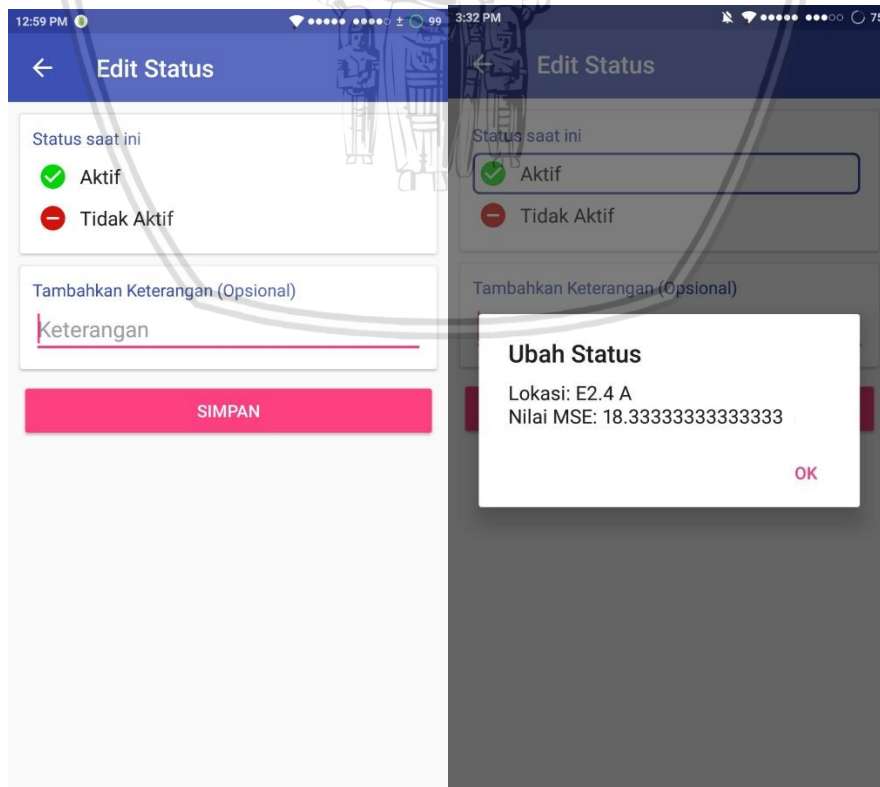 12:59 PM
99
Edit Status
Status saat ini
Aktif
Tidak Aktif
Tambahkan Keterangan (Opsional)
Keterangan
SIMPAN
3:32 PM
75
Edit Status
Status saat ini
Aktif
Tidak Aktif
Tambahkan Keterangan (Opsional)
Ubah Status
Lokasi: E2.4 A
Nilai MSE: 18.33333333333333
OK